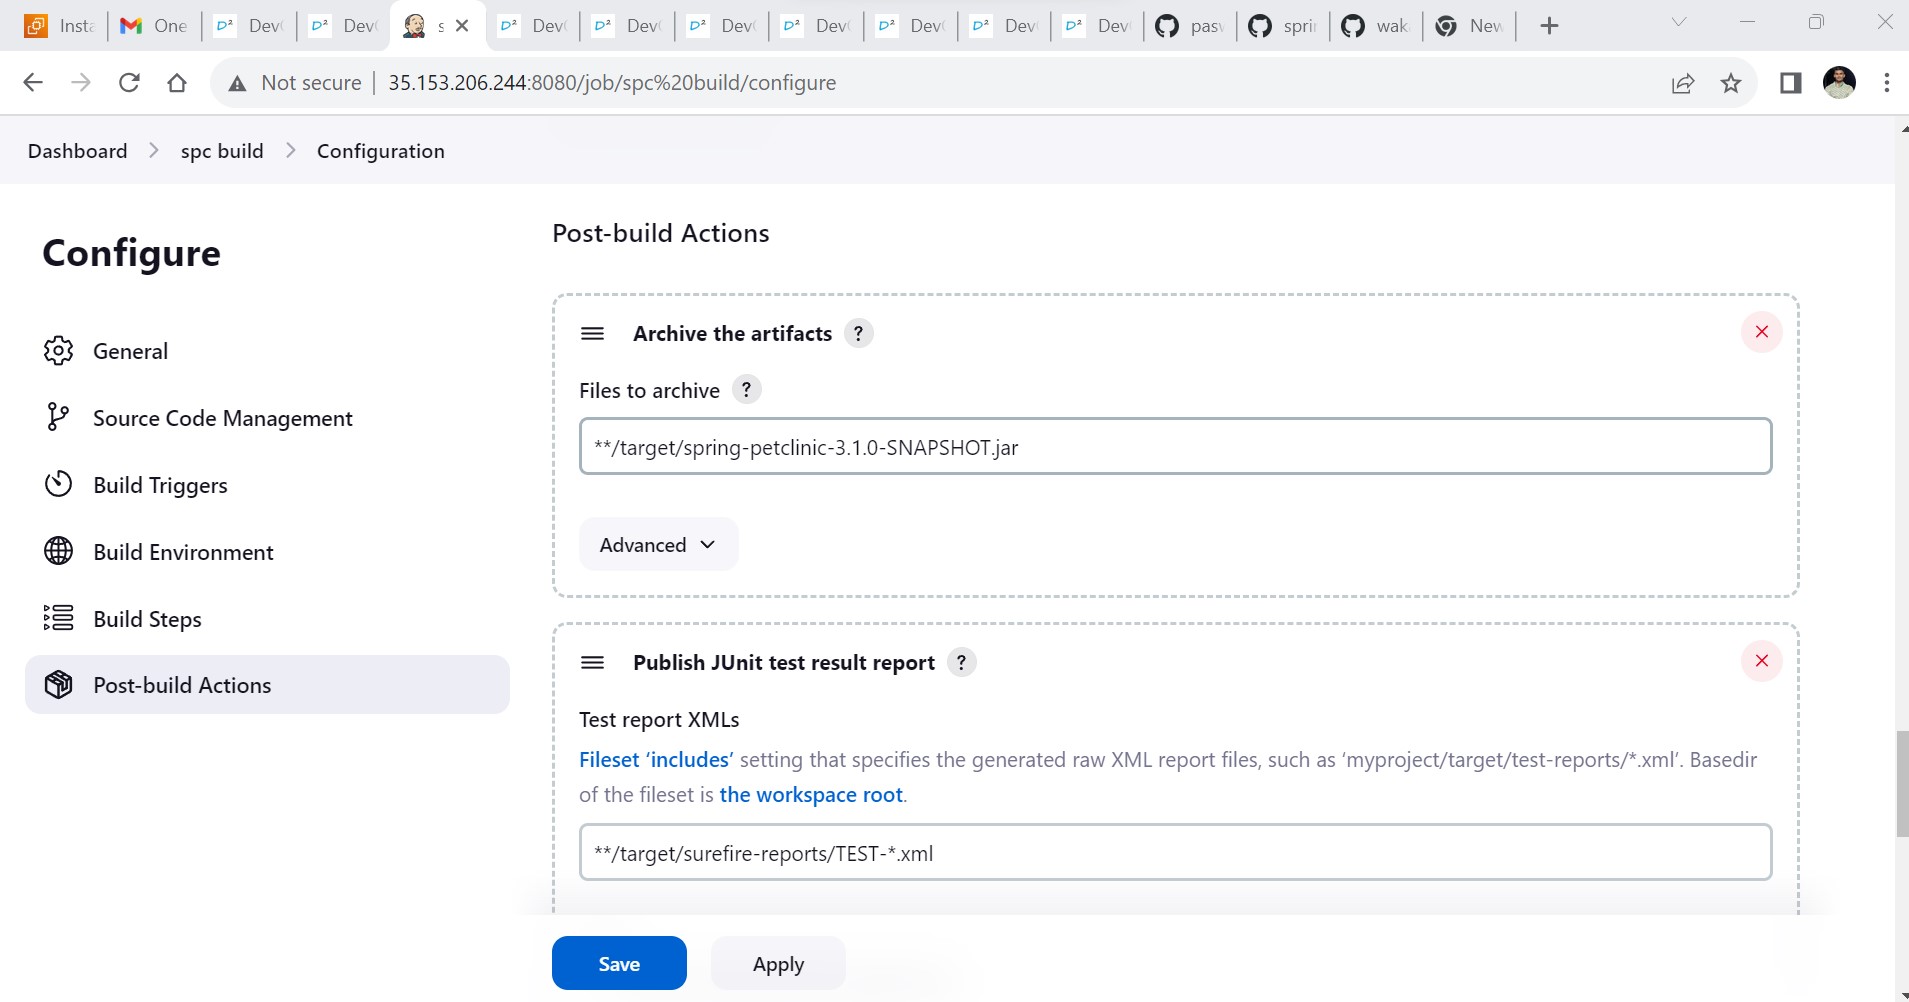 Insta
One
Dev
Dev
s
Dev
Dev
Dev
Dev
Dev
Dev
Dev
pasw
sprin
wak
New
Not secure
35.153.206.244:8080/job/spc%20build/configure
Dashboard > spc build > Configuration
Configure
General
Source Code Management
Build Triggers
Build Environment
Build Steps
Post-build Actions
Post-build Actions
Archive the artifacts ?
Files to archive ?
**/target/spring-petclinic-3.1.0-SNAPSHOT.jar
Advanced
Publish JUnit test result report ?
Test report XMLs
Fileset ‘includes’ setting that specifies the generated raw XML report files, such as ‘myproject/target/test-reports/*.xml’. Basedir
of the fileset is the workspace root.
**/target/surefire-reports/TEST-*.xml
Save
Apply